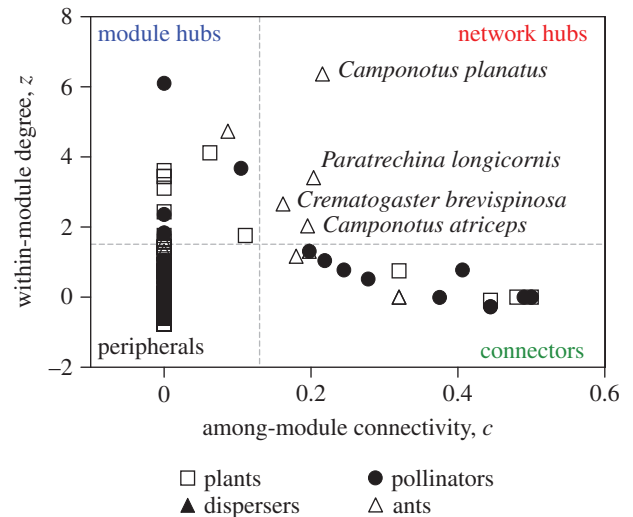 module hubs
network hubs
8
6
4
2
0
–2
within-module degree, z
Camponotus planatus
Paratrechina longicornis
Crematogaster brevispinosa
Camponotus atriceps
peripherals
connectors
0
0.2
0.4
0.6
among-module connectivity, c
plants
pollinators
dispersers
ants